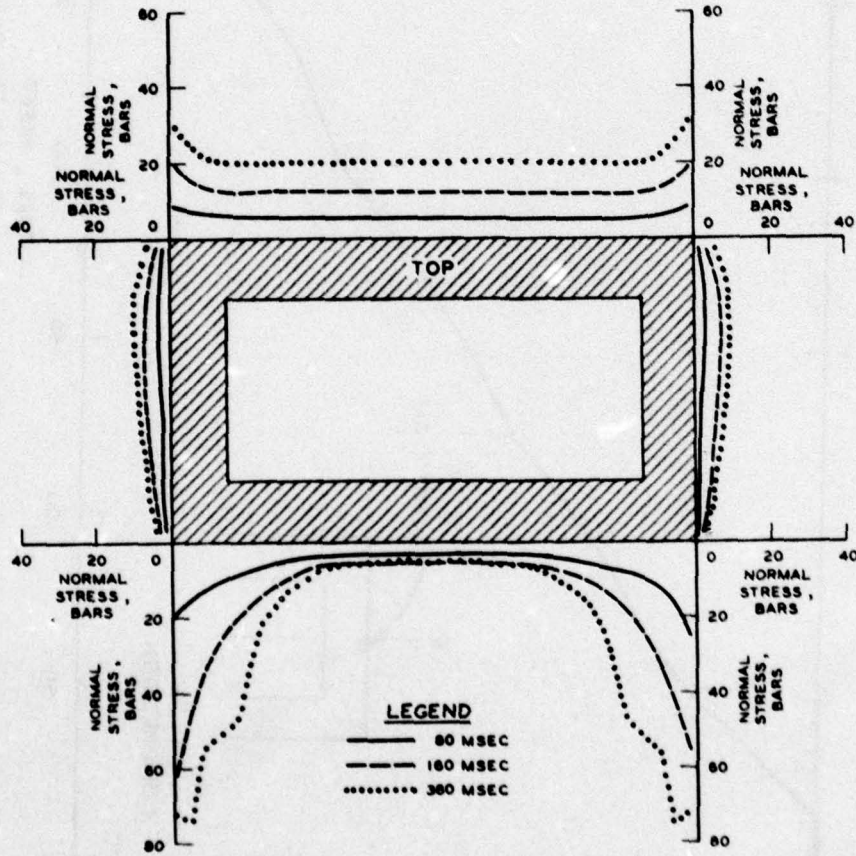 60
40
20
0
NORMAL
STRESS,
BARS
NORMAL
STRESS,
BARS
40
20
60
40
20
0
NORMAL
STRESS,
BARS
NORMAL
STRESS,
BARS
20
40
TOP
40
20
0
NORMAL
STRESS,
BARS
20
40
60
80
NORMAL
STRESS,
BARS
0
20
40
NORMAL
STRESS,
BARS
20
40
60
80
NORMAL
STRESS,
BARS
LEGEND
80 MSEC
160 MSEC
360 MSEC